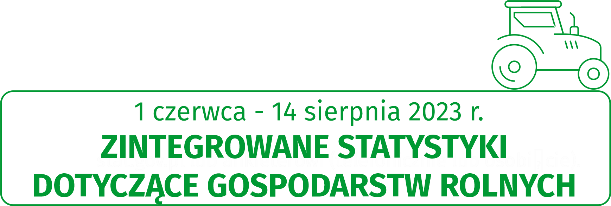 1 czerwca - 14 sierpnia 2023 r.
ZINTEGROWANE STATYSTYKI
DOTYCZĄCE GOSPODARSTW ROLNYCH